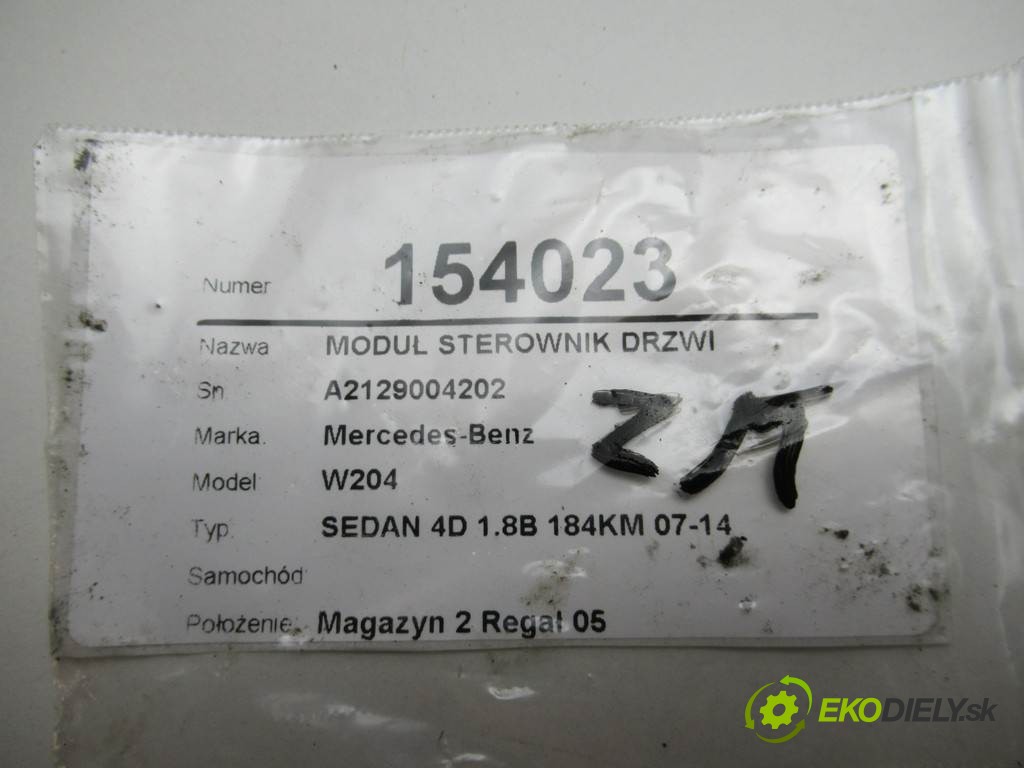 Numer 154023
Nazwa MODUŁ STEROWNIK DRZWI
Sn A2129004202
Marka Mercedes-Benz
Model W204
Typ SEDAN 4D 1.8B 184KM 07-14
Samochód
Położenie Magazyn 2 Regał 05
EKODIELY.sk